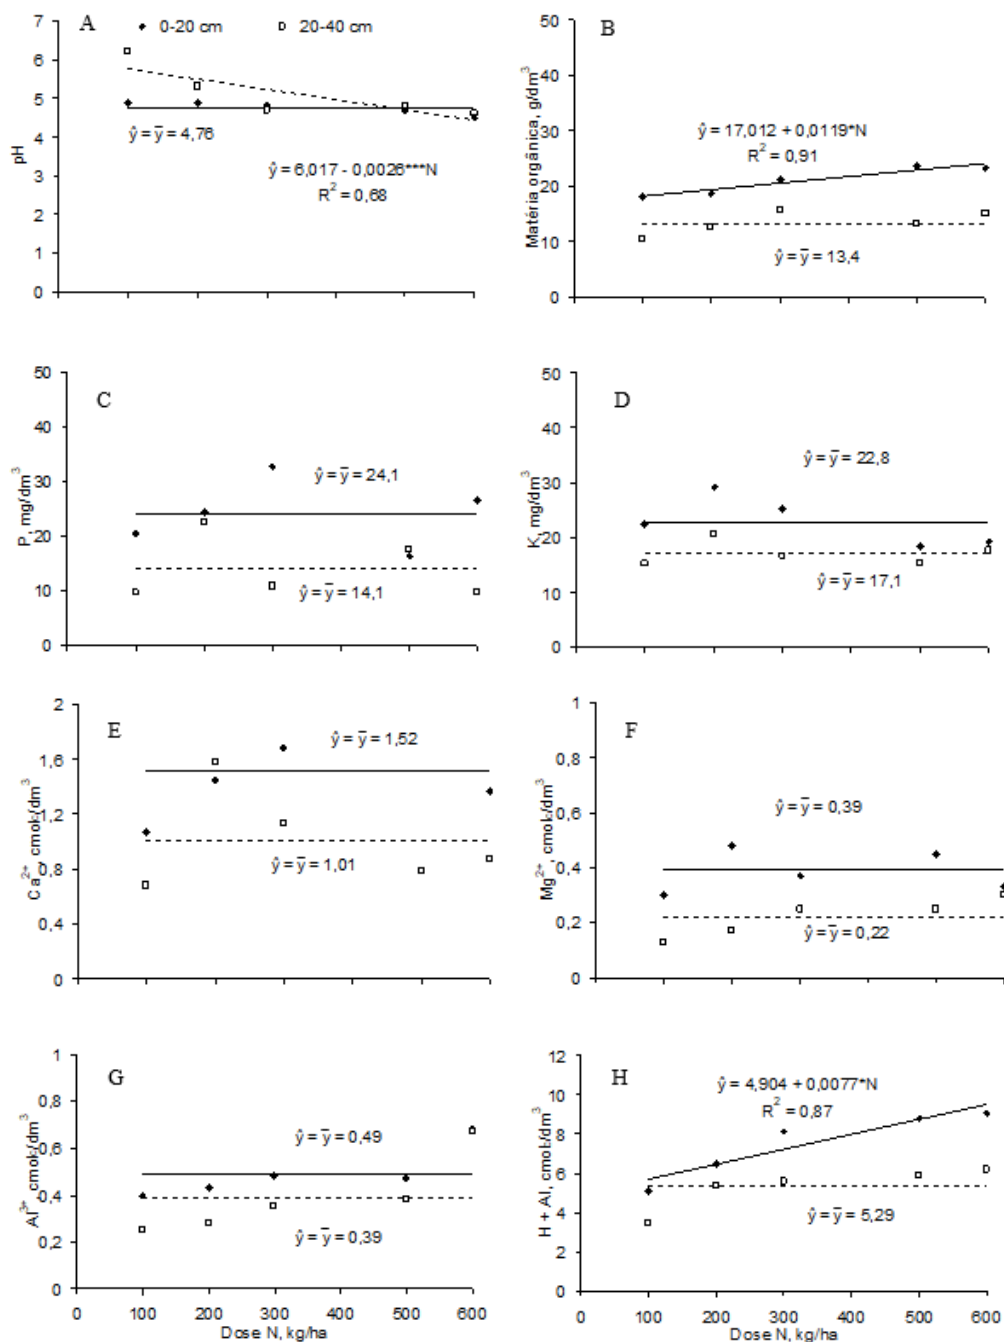 A
0-20 cm
20-40 cm
7
6
5
4
3
2
1
0
pH
ŷ = y̅ = 4,76
ŷ = 6,017 - 0,0026***N
R² = 0,68
B
50
40
30
20
10
0
Matéria orgânica, g/dm³
ŷ = 17,012 + 0,0119*N
R² = 0,91
ŷ = y̅ = 13,4
C
50
40
30
20
10
0
P, mg/dm³
ŷ = y̅ = 24,1
ŷ = y̅ = 14,1
D
50
40
30
20
10
0
K, mg/dm³
ŷ = y̅ = 22,8
ŷ = y̅ = 17,1
E
2
1,6
1,2
0,8
0,4
0
Ca²⁺, cmolc/dm³
ŷ = y̅ = 1,52
ŷ = y̅ = 1,01
F
1
0,8
0,6
0,4
0,2
0
Mg²⁺, cmolc/dm³
ŷ = y̅ = 0,39
ŷ = y̅ = 0,22
G
1
0,8
0,6
0,4
0,2
0
Al³⁺, cmolc/dm³
ŷ = y̅ = 0,49
ŷ = y̅ = 0,39
0 100 200 300 400 500 600
Dose N, kg/ha
H
12
10
8
6
4
2
0
H + Al, cmolc/dm³
ŷ = 4,904 + 0,0077*N
R² = 0,87
ŷ = y̅ = 5,29
0 100 200 300 400 500 600
Dose N, kg/ha